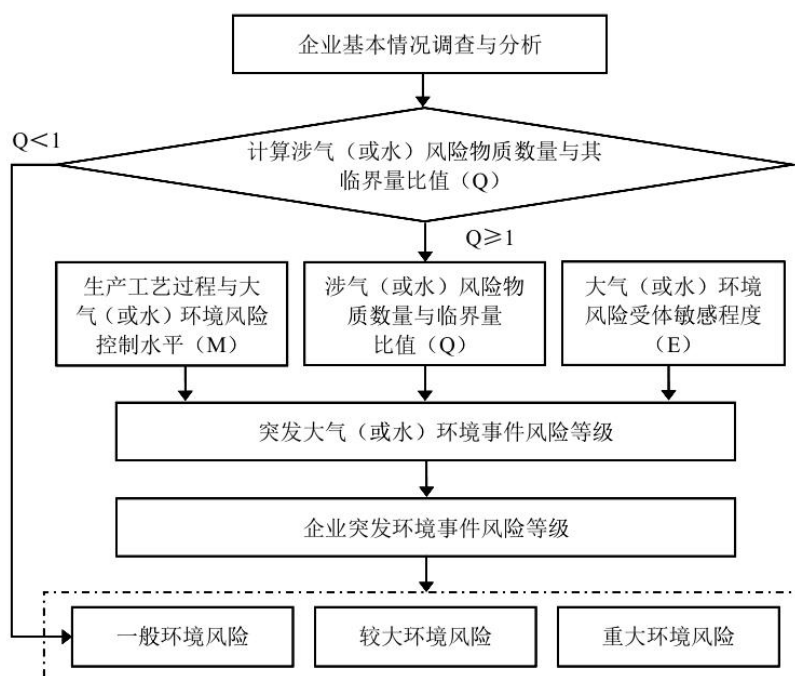 企业基本情况调查与分析
Q＜1
计算涉气（或水）风险物质数量与其
临界量比值（Q）
Q≥1
生产工艺过程与大
气（或水）环境风险
控制水平（M）
涉气（或水）风险物
质数量与临界量
比值（Q）
大气（或水）环境
风险受体敏感程度
（E）
突发大气（或水）环境事件风险等级
企业突发环境事件风险等级
一般环境风险
较大环境风险
重大环境风险